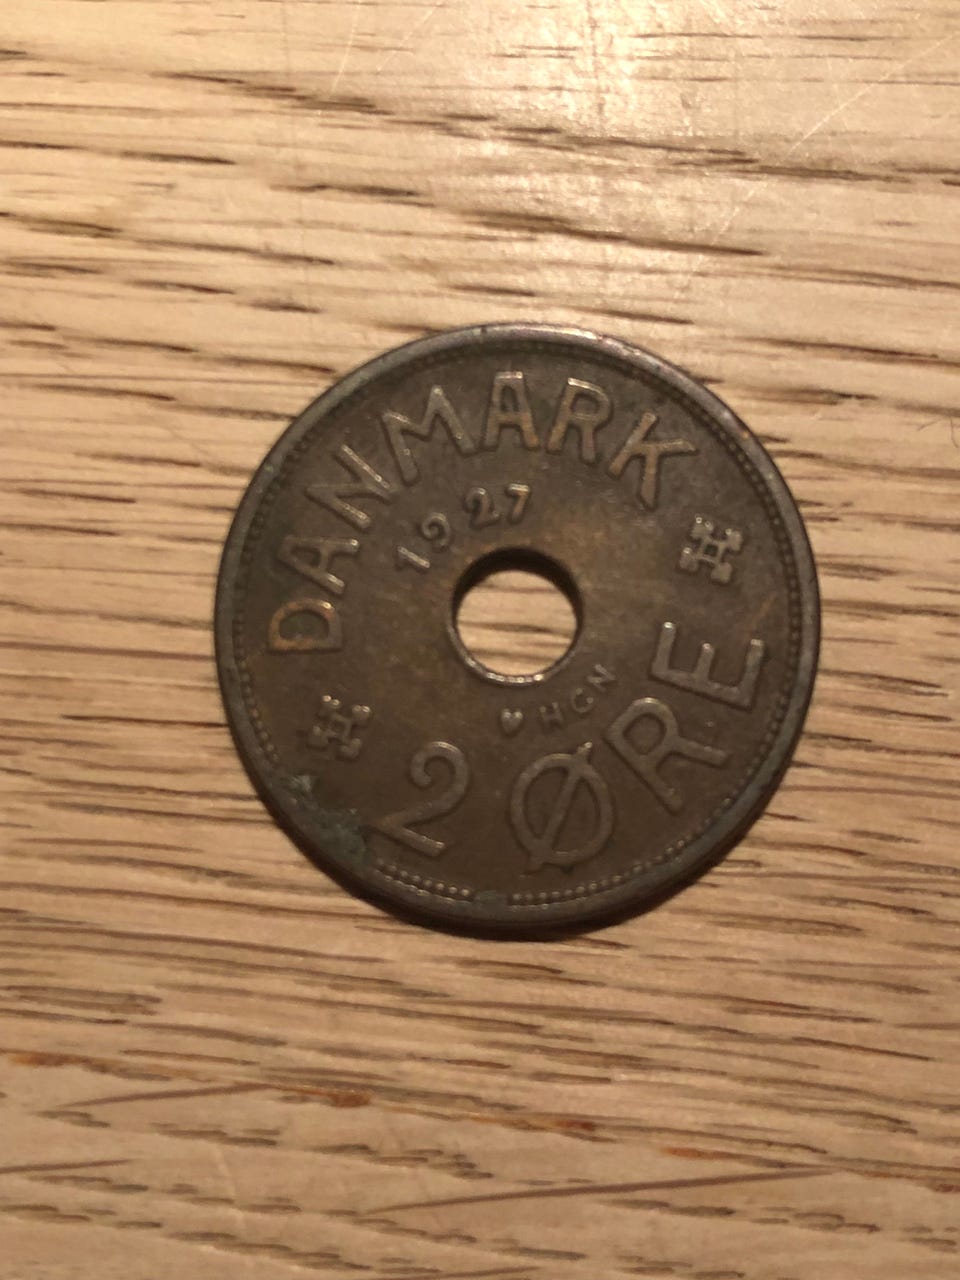 DANMARK
1927
♥ HCN
2 ØRE